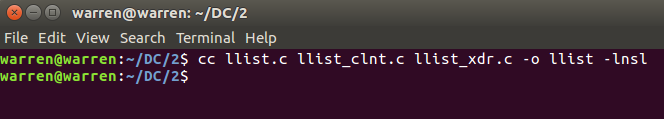 warren@warren: ~/DC/2
File Edit View Search Terminal Help
warren@warren:~/DC/2$ cc llist.c llist_clnt.c llist_xdr.c -o llist -lnsl
warren@warren:~/DC/2$